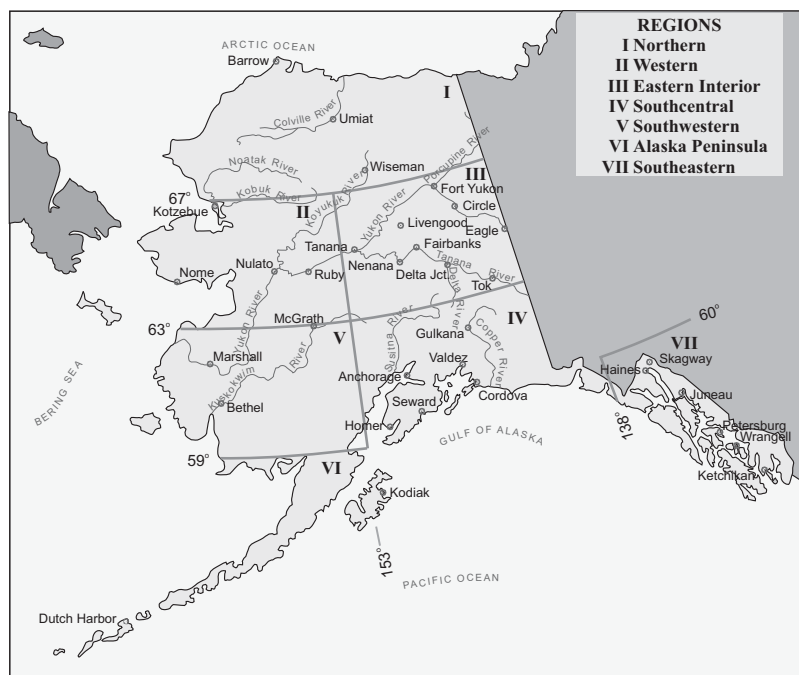 ARCTIC OCEAN
Barrow
REGIONS
I Northern
II Western
III Eastern Interior
IV Southcentral
V Southwestern
VI Alaska Peninsula
VII Southeastern
I
Colville River
Umiat
Noatak River
Wiseman
Porcupine River
III
67°
Kobuk River
Koyukuk River
Fort Yukon
Kotzebue
II
Yukon River
Circle
Livengood
Eagle
Tanana
Fairbanks
Nome
Nulato
Ruby
Nenana
Delta Jct.
Tanana River
Tok
Delta River
Yukon River
McGrath
63°
V
Susitna River
Gulkana
IV
Copper River
60°
VII
Marshall
Kuskokwim River
Valdez
Skagway
Haines
Anchorage
Bethel
Seward
Cordova
Juneau
138°
BERING SEA
Homer
GULF OF ALASKA
Petersburg
Wrangell
59°
VI
Ketchikan
Kodiak
153°
PACIFIC OCEAN
Dutch Harbor